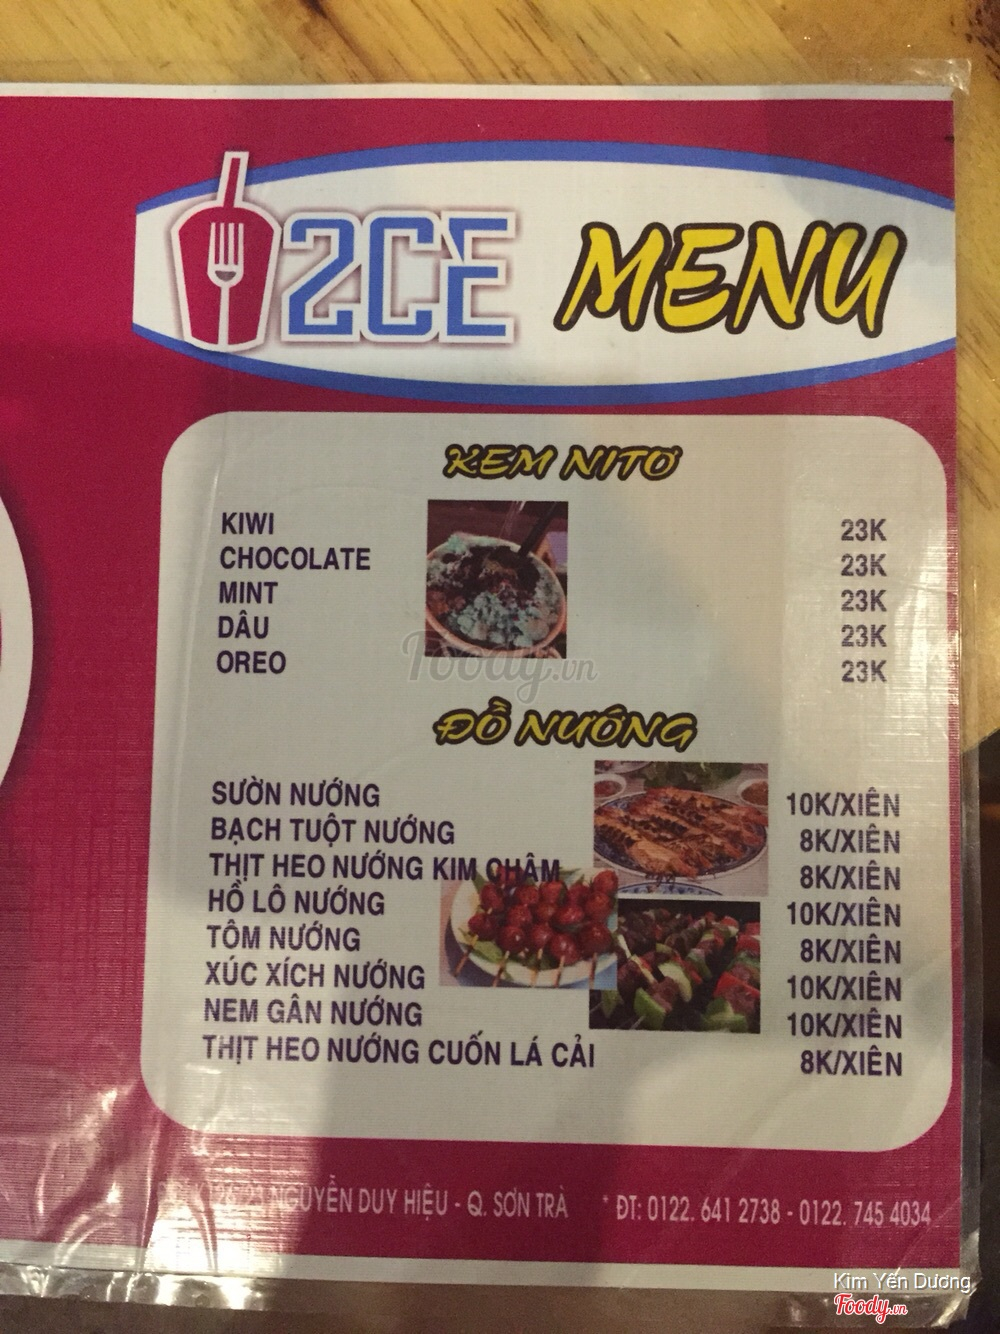 2CE MENU
KEM NITƠ
KIWI 23K
CHOCOLATE 23K
MINT 23K
DÂU 23K
OREO 23K
Foody.vn
ĐỒ NƯỚNG
SƯỜN NƯỚNG 10K/XIÊN
BẠCH TUỘT NƯỚNG 8K/XIÊN
THỊT HEO NƯỚNG KIM CHÂM 8K/XIÊN
HỒ LÔ NƯỚNG 10K/XIÊN
TÔM NƯỚNG 8K/XIÊN
XÚC XÍCH NƯỚNG 10K/XIÊN
NEM GÂN NƯỚNG 10K/XIÊN
THỊT HEO NƯỚNG CUỐN LÁ CẢI 8K/XIÊN
NGUYỄN DUY HIỆU - Q. SƠN TRÀ * ĐT: 0122. 641 2738 - 0122. 745 4034
Kim Yến Dương
Foody.vn